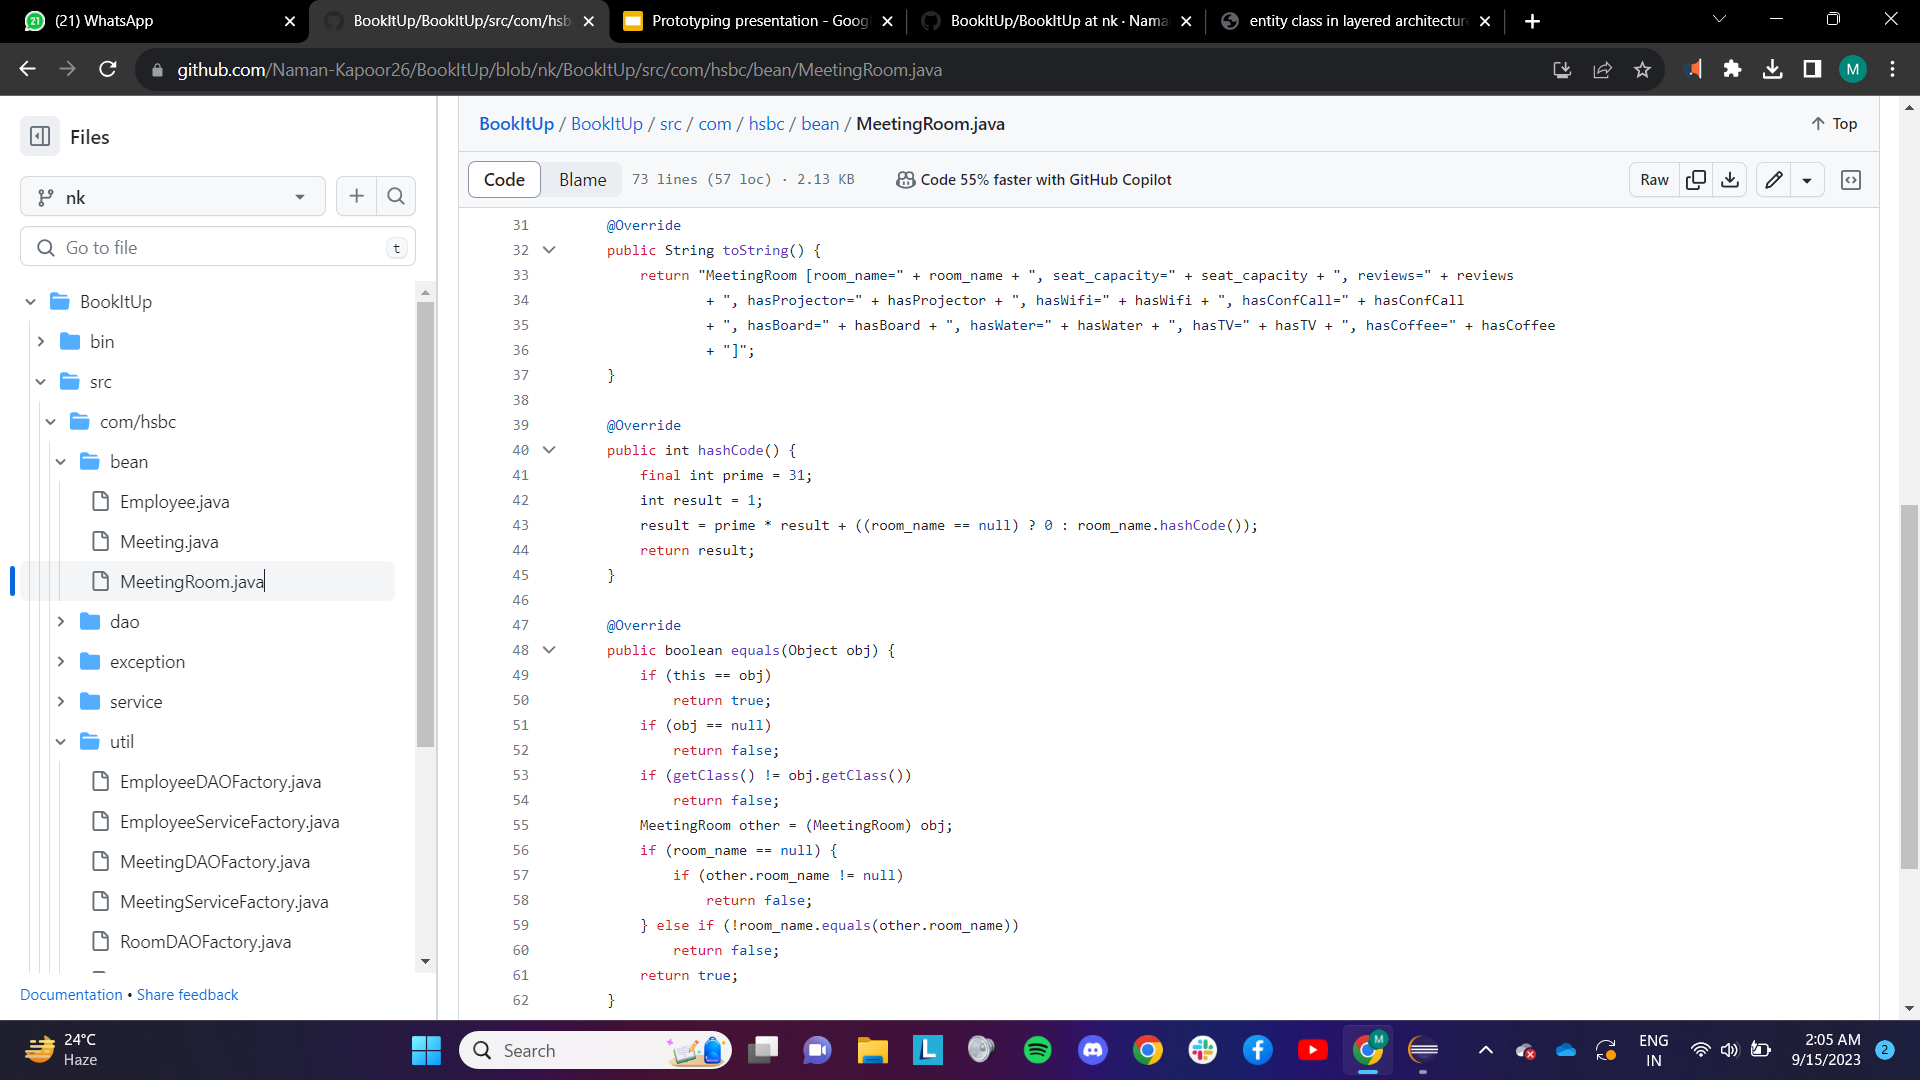 (21) WhatsApp
BookItUp/BookItUp/src/com/hsb
Prototyping presentation - Goog
BookItUp/BookItUp at nk · Nama
entity class in layered architectur
github.com/Naman-Kapoor26/BookItUp/blob/nk/BookItUp/src/com/hsbc/bean/MeetingRoom.java
M
Files
nk
Go to file
t
BookItUp
bin
src
com/hsbc
bean
Employee.java
Meeting.java
MeetingRoom.java
dao
exception
service
util
EmployeeDAOFactory.java
EmployeeServiceFactory.java
MeetingDAOFactory.java
MeetingServiceFactory.java
RoomDAOFactory.java
Documentation • Share feedback
BookItUp / BookItUp / src / com / hsbc / bean / MeetingRoom.java
Top
Code
Blame
73 lines (57 loc) · 2.13 KB
Code 55% faster with GitHub Copilot
Raw
31 @Override
32 public String toString() {
33 return "MeetingRoom [room_name=" + room_name + ", seat_capacity=" + seat_capacity + ", reviews=" + reviews
34 + ", hasProjector=" + hasProjector + ", hasWifi=" + hasWifi + ", hasConfCall=" + hasConfCall
35 + ", hasBoard=" + hasBoard + ", hasWater=" + hasWater + ", hasTV=" + hasTV + ", hasCoffee=" + hasCoffee
36 + "]";
37 }
38
39 @Override
40 public int hashCode() {
41 final int prime = 31;
42 int result = 1;
43 result = prime * result + ((room_name == null) ? 0 : room_name.hashCode());
44 return result;
45 }
46
47 @Override
48 public boolean equals(Object obj) {
49 if (this == obj)
50 return true;
51 if (obj == null)
52 return false;
53 if (getClass() != obj.getClass())
54 return false;
55 MeetingRoom other = (MeetingRoom) obj;
56 if (room_name == null) {
57 if (other.room_name != null)
58 return false;
59 } else if (!room_name.equals(other.room_name))
60 return false;
61 return true;
62 }
24°C
Haze
Search
L
M
ENG
IN
2:05 AM
9/15/2023
2